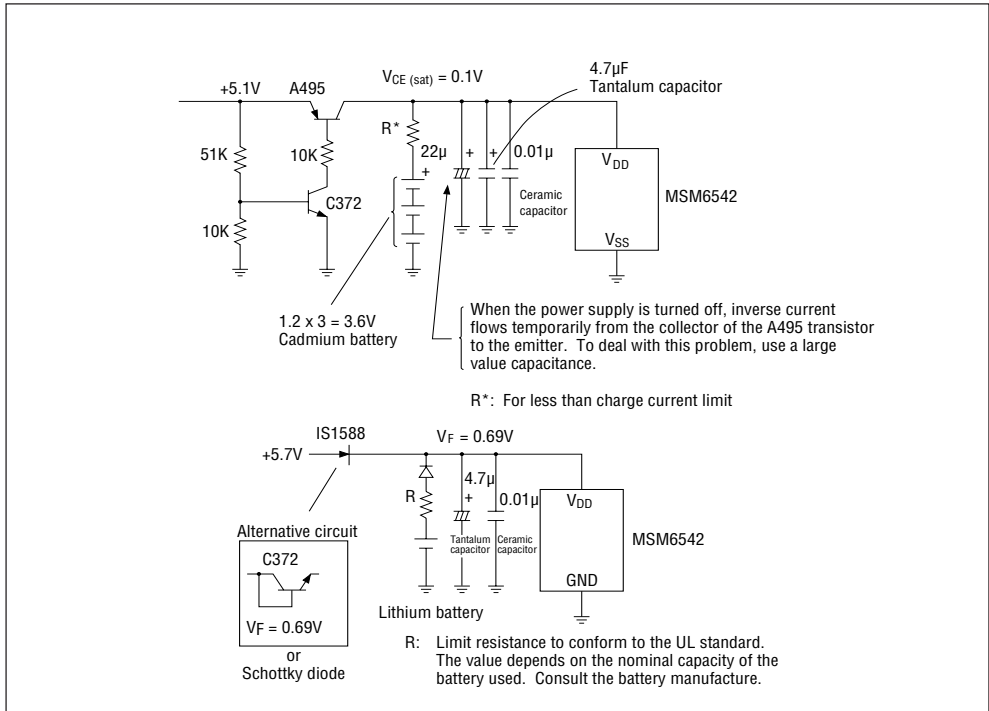 +5.1V
A495
VCE (sat) = 0.1V
4.7µF
Tantalum capacitor
R*
51K
10K
22µ
+
+
+
0.01µ
VDD
MSM6542
C372
Ceramic
capacitor
10K
VSS
1.2 x 3 = 3.6V
Cadmium battery
When the power supply is turned off, inverse current
flows temporarily from the collector of the A495 transistor
to the emitter. To deal with this problem, use a large
value capacitance.
R*: For less than charge current limit
IS1588
VF = 0.69V
+5.7V
4.7µ
R
+
0.01µ
VDD
Alternative circuit
Tantalum
capacitor
Ceramic
capacitor
MSM6542
C372
GND
VF = 0.69V
Lithium battery
or
Schottky diode
R: Limit resistance to conform to the UL standard.
The value depends on the nominal capacity of the
battery used. Consult the battery manufacture.